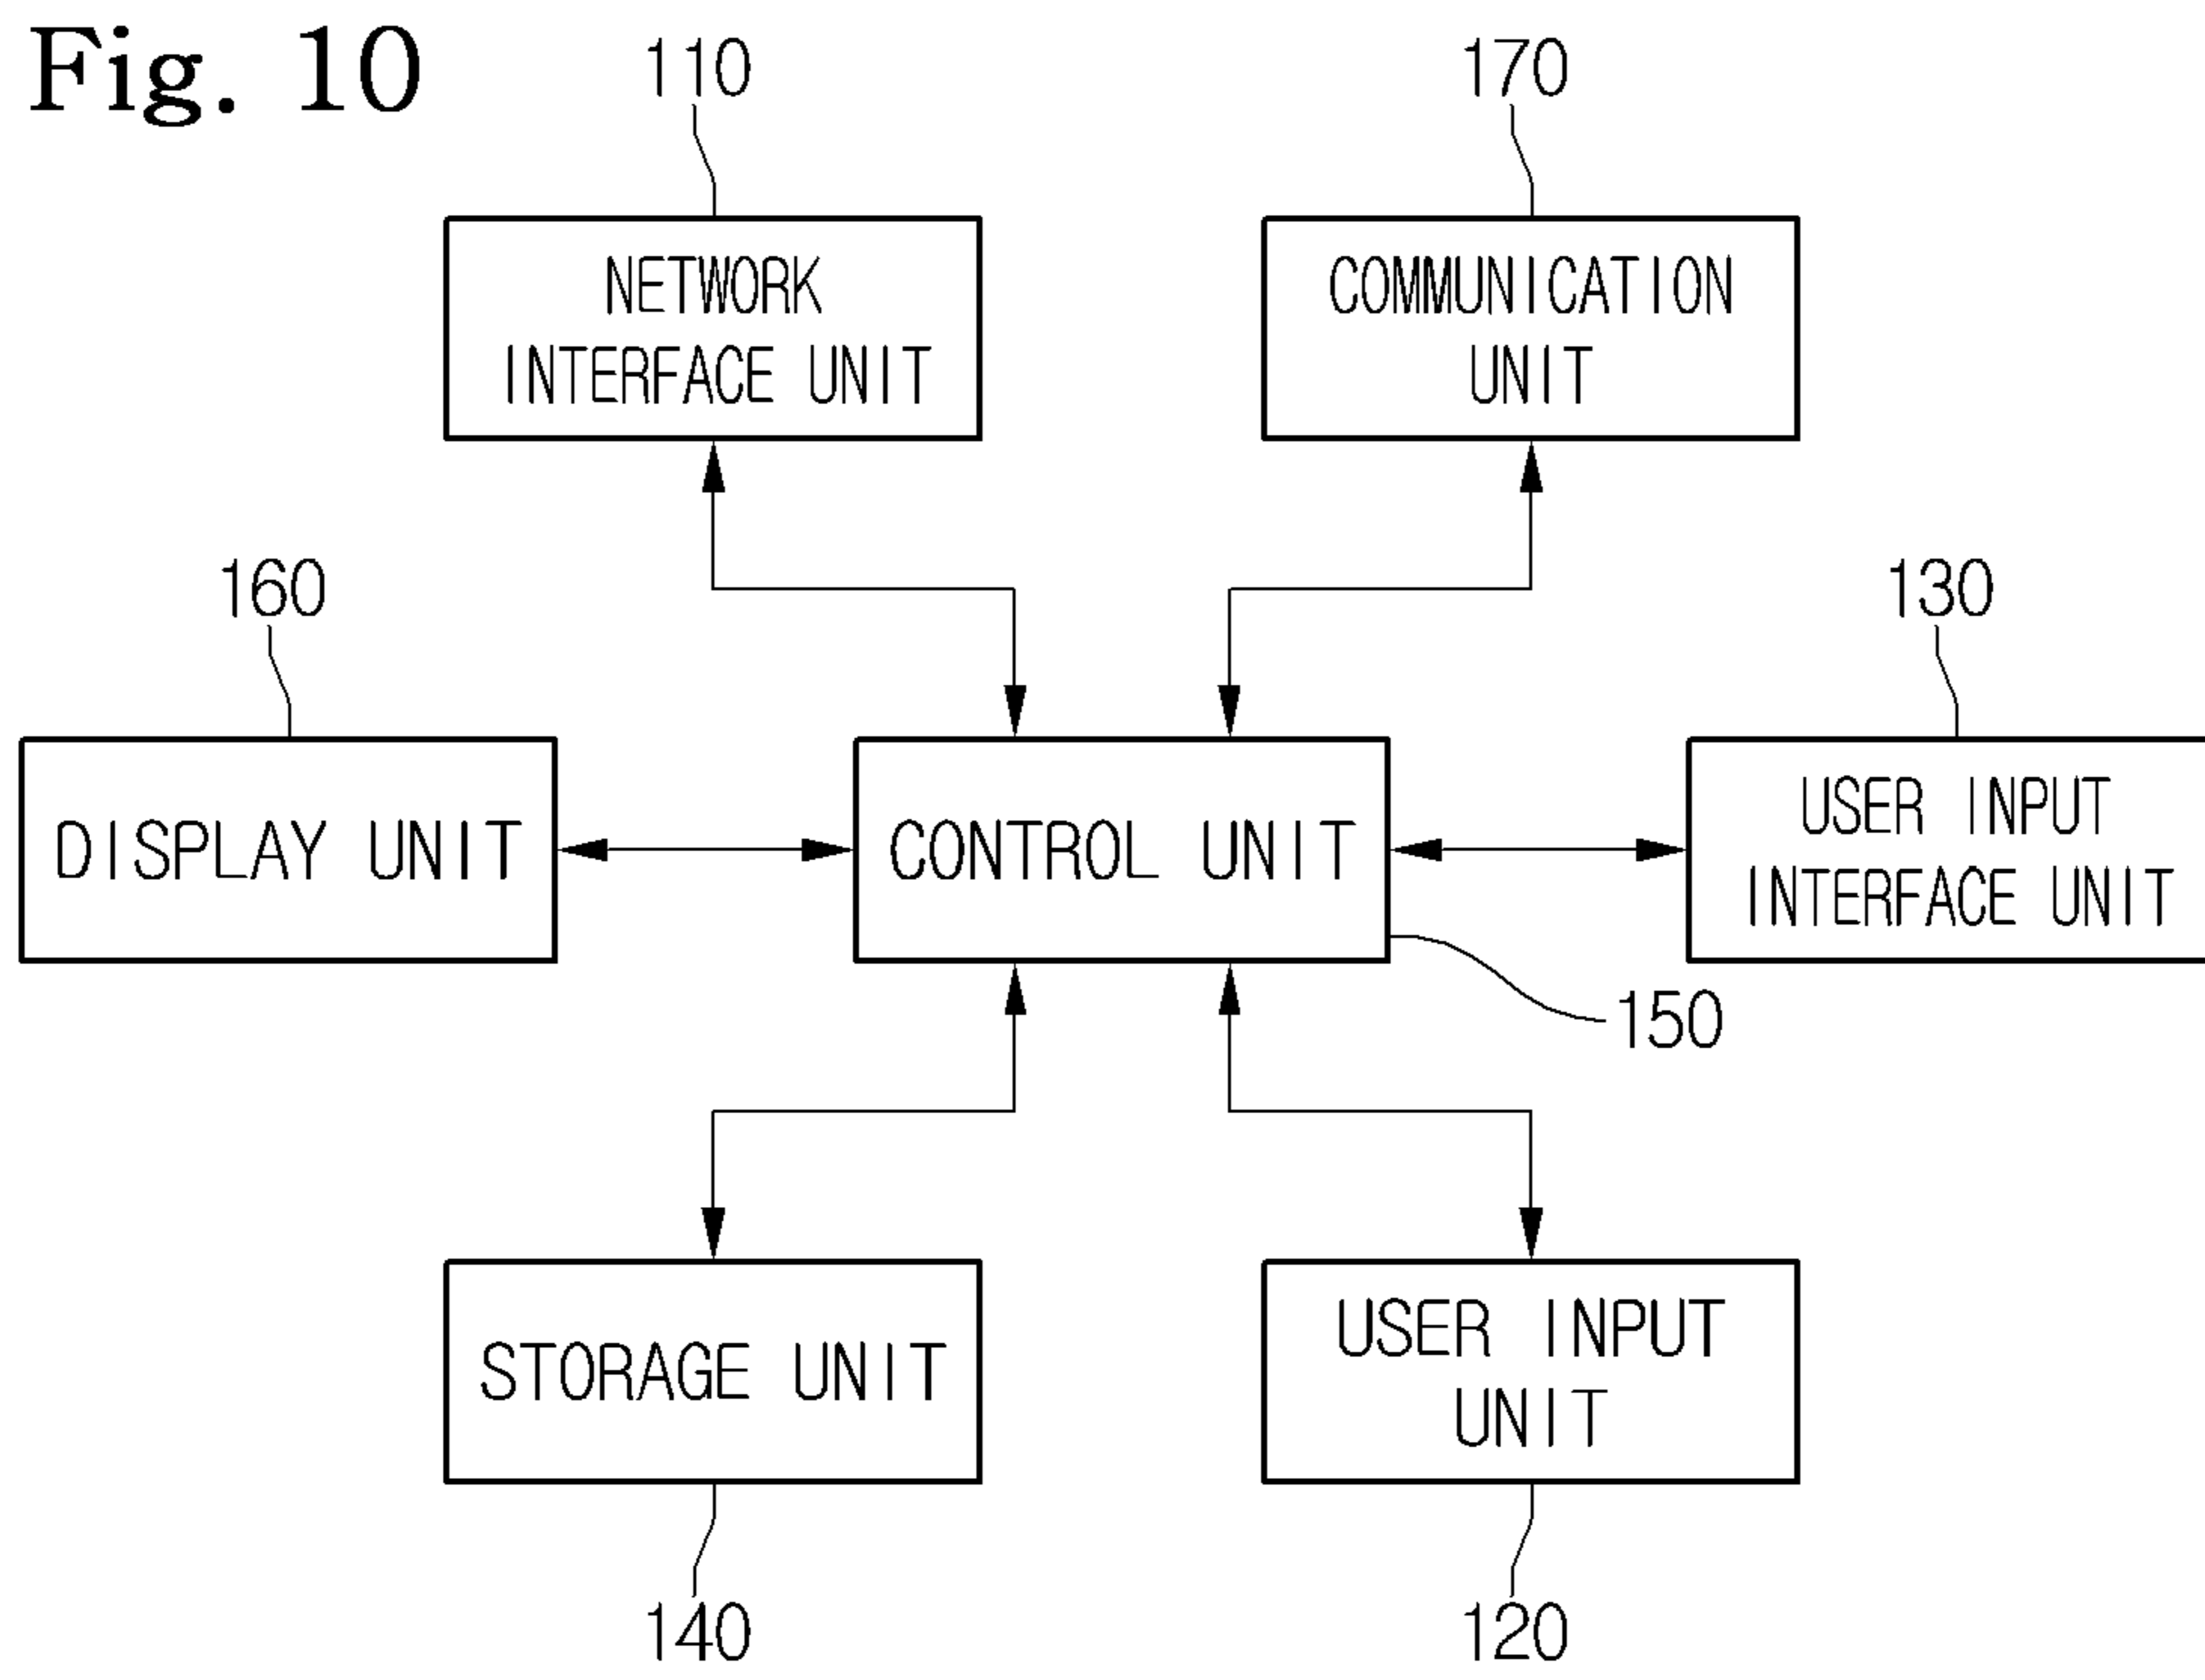 Fig. 10
110
170
NETWORK
INTERFACE UNIT
COMMUNICATION
UNIT
160
130
DISPLAY UNIT
CONTROL UNIT
USER INPUT
INTERFACE UNIT
150
STORAGE UNIT
USER INPUT
UNIT
140
120